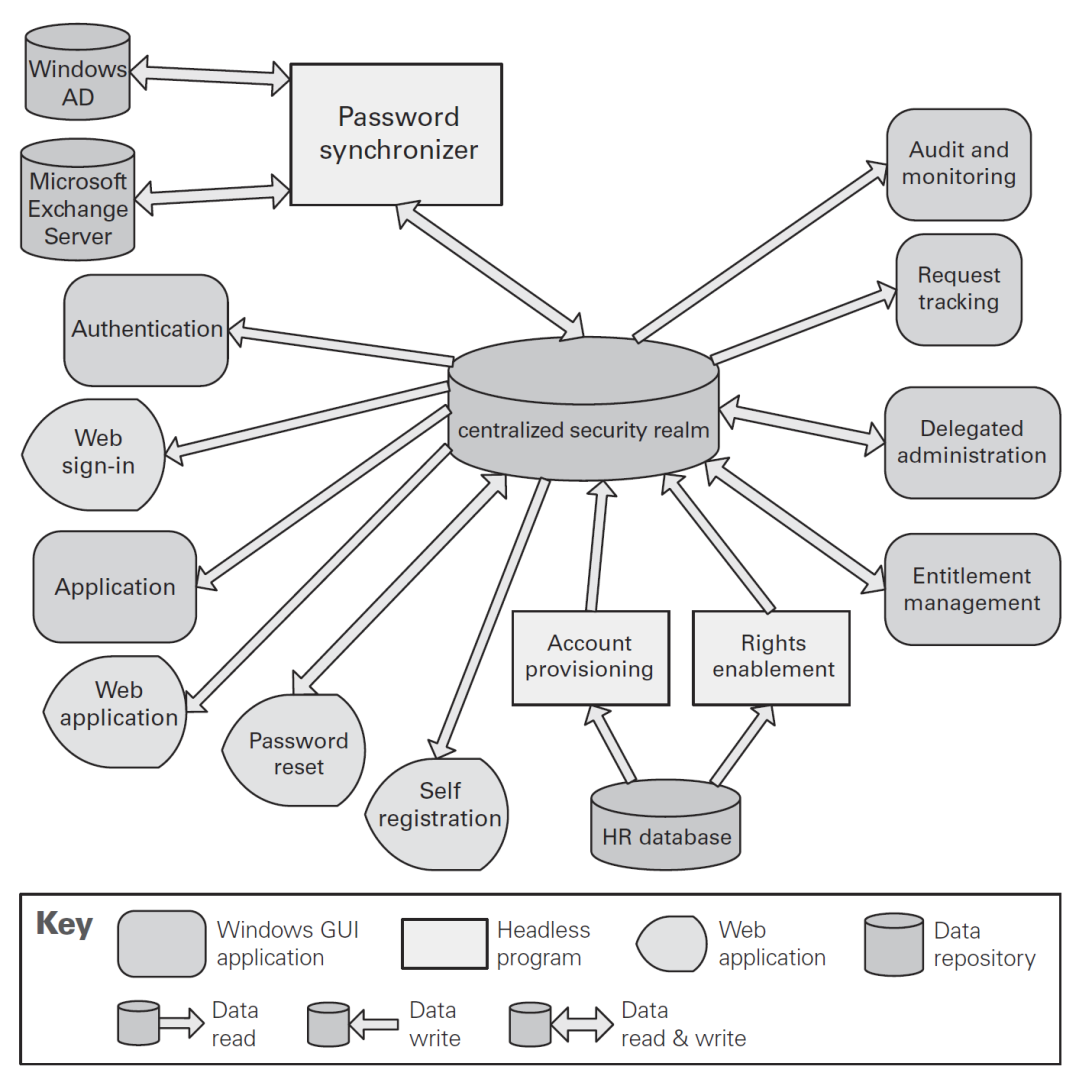 Windows
AD
Microsoft
Exchange
Server
Password
synchronizer
Audit and
monitoring
Request
tracking
Authentication
Web
sign-in
centralized security realm
Delegated
administration
Application
Entitlement
management
Web
application
Password
reset
Self
registration
Account
provisioning
Rights
enablement
HR database
Key
Windows GUI
application
Headless
program
Web
application
Data
repository
Data
read
Data
write
Data
read & write